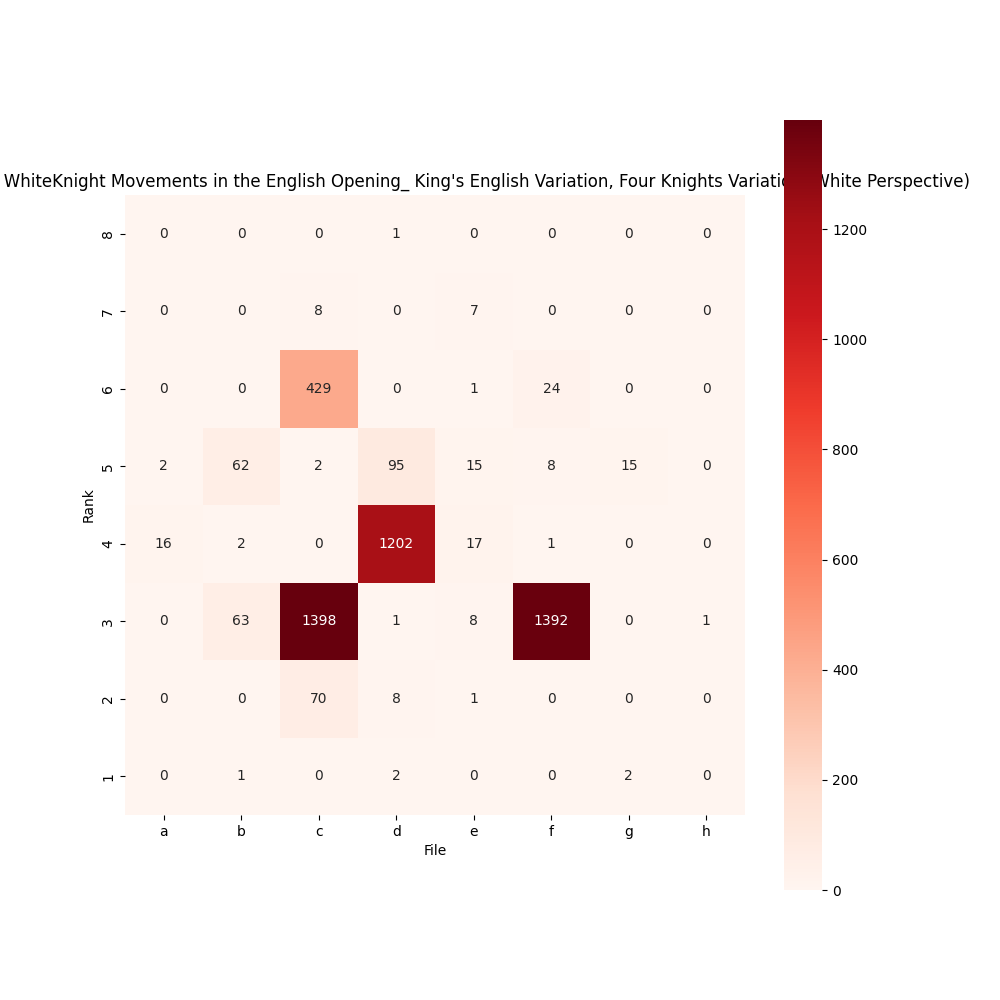 WhiteKnight Movements in the English Opening_ King's English Variation, Four Knights Variation (White Perspective)
8 0 0 0 1 0 0 0 0
7 0 0 8 0 7 0 0 0
6 0 0 429 0 1 24 0 0
5 2 62 2 95 15 8 15 0
Rank
4 16 2 0 1202 17 1 0 0
3 0 63 1398 1 8 1392 0 1
2 0 0 70 8 1 0 0 0
1 0 1 0 2 0 0 2 0
a b c d e f g h
File
1200
1000
800
600
400
200
0